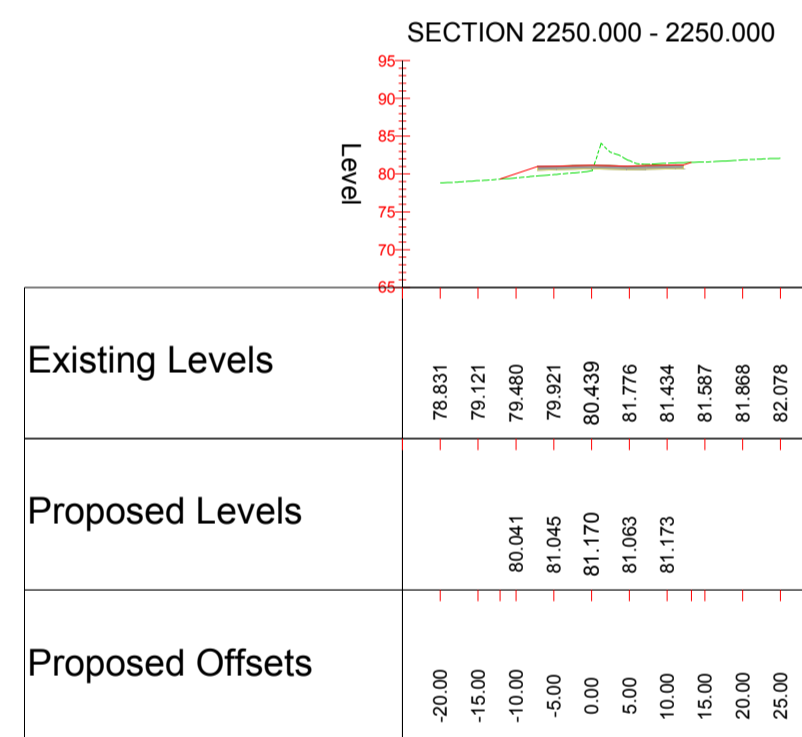 SECTION 2250.000 - 2250.000
95
90
85
80
75
70
65
Level
Existing Levels
78.831 79.121 79.480 79.921 80.439 81.776 81.434 81.587 81.868 82.078
Proposed Levels
80.041 81.045 81.170 81.063 81.173
Proposed Offsets
-20.00 -15.00 -10.00 -5.00 0.00 5.00 10.00 15.00 20.00 25.00